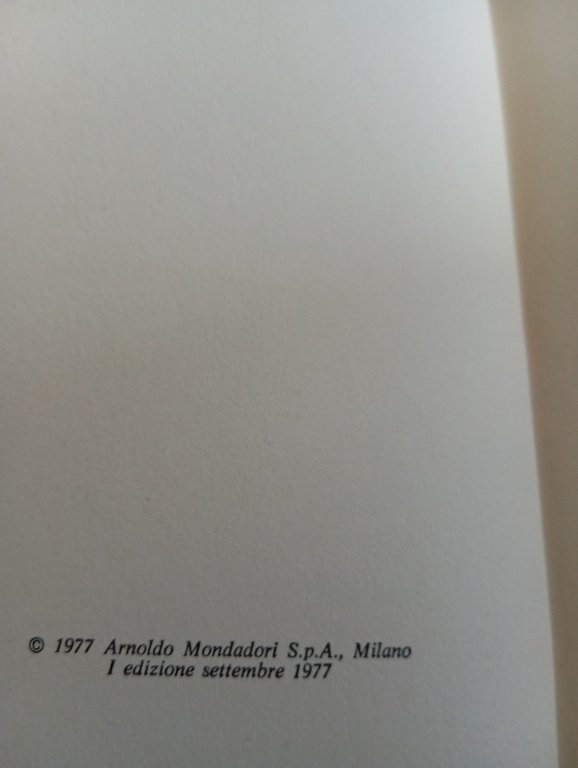 © 1977 Arnoldo Mondadori S.p.A., Milano
I edizione settembre 1977